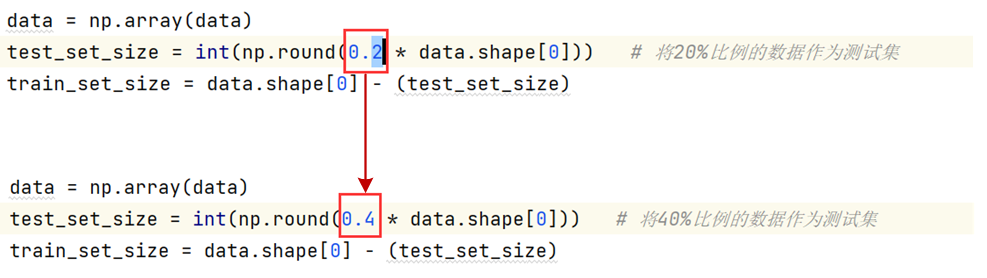 data = np.array(data)
test_set_size = int(np.round(0.2 * data.shape[0]))   # 将20%比例的数据作为测试集
train_set_size = data.shape[0] - (test_set_size)
data = np.array(data)
test_set_size = int(np.round(0.4 * data.shape[0]))   # 将40%比例的数据作为测试集
train_set_size = data.shape[0] - (test_set_size)